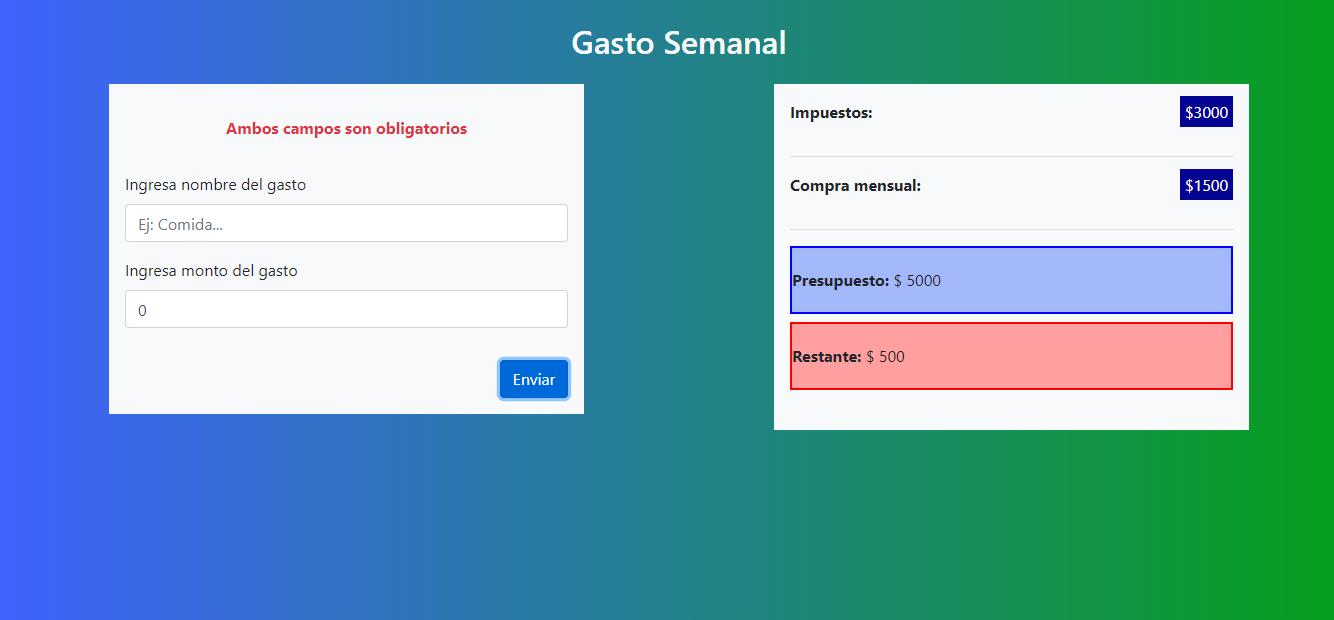 Gasto Semanal
Ambos campos son obligatorios
Ingresa nombre del gasto
Ej: Comida...
Ingresa monto del gasto
0
Enviar
Impuestos: $3000
Compra mensual: $1500
Presupuesto: $ 5000
Restante: $ 500